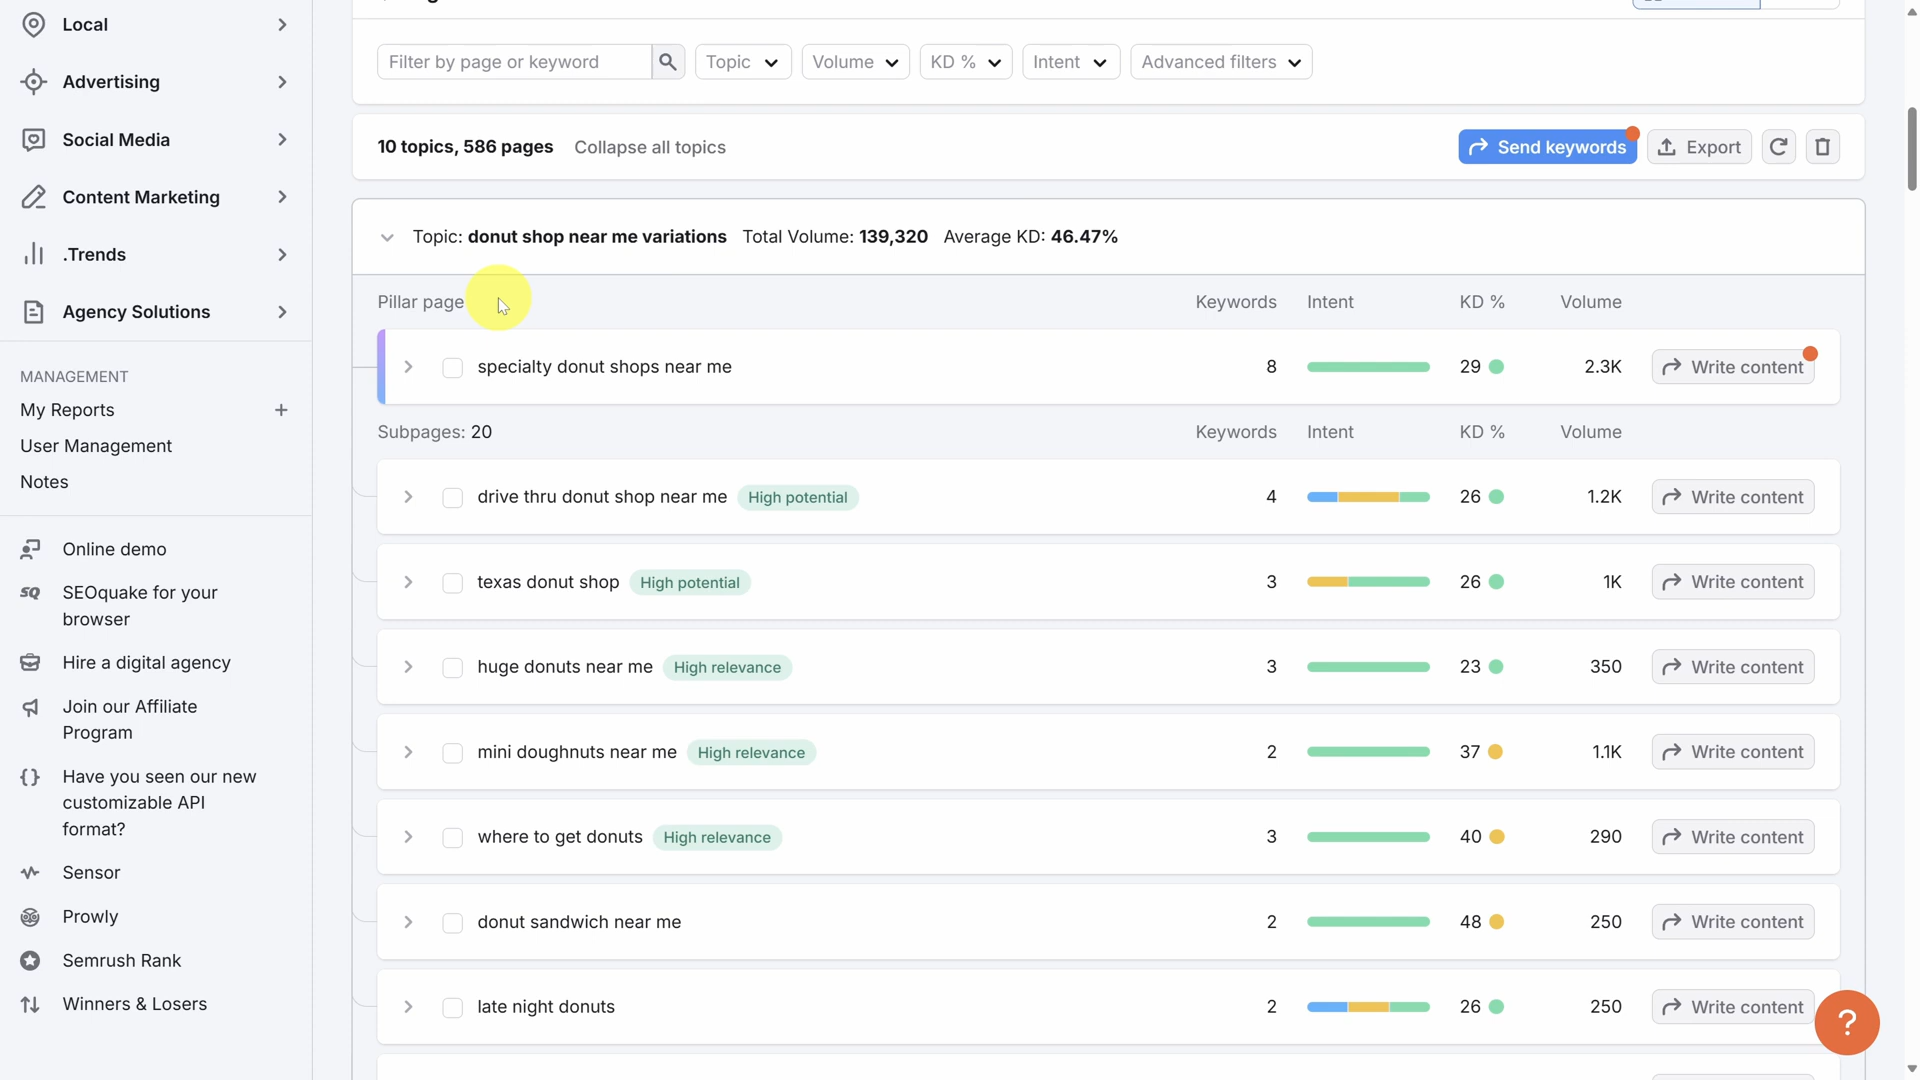 Local
Advertising
Social Media
Content Marketing
.Trends
Agency Solutions
MANAGEMENT
My Reports
User Management
Notes
Online demo
SQ SEOquake for your
browser
Hire a digital agency
Join our Affiliate
Program
Have you seen our new
customizable API
format?
Sensor
Prowly
Semrush Rank
Winners & Losers
Filter by page or keyword Topic Volume KD % Intent Advanced filters
10 topics, 586 pages Collapse all topics Send keywords Export
Topic: donut shop near me variations Total Volume: 139,320 Average KD: 46.47%
Pillar page Keywords Intent KD % Volume
specialty donut shops near me 8 29 2.3K Write content
Subpages: 20 Keywords Intent KD % Volume
drive thru donut shop near me High potential 4 26 1.2K Write content
texas donut shop High potential 3 26 1K Write content
huge donuts near me High relevance 3 23 350 Write content
mini doughnuts near me High relevance 2 37 1.1K Write content
where to get donuts High relevance 3 40 290 Write content
donut sandwich near me 2 48 250 Write content
late night donuts 2 26 250 Write content
?